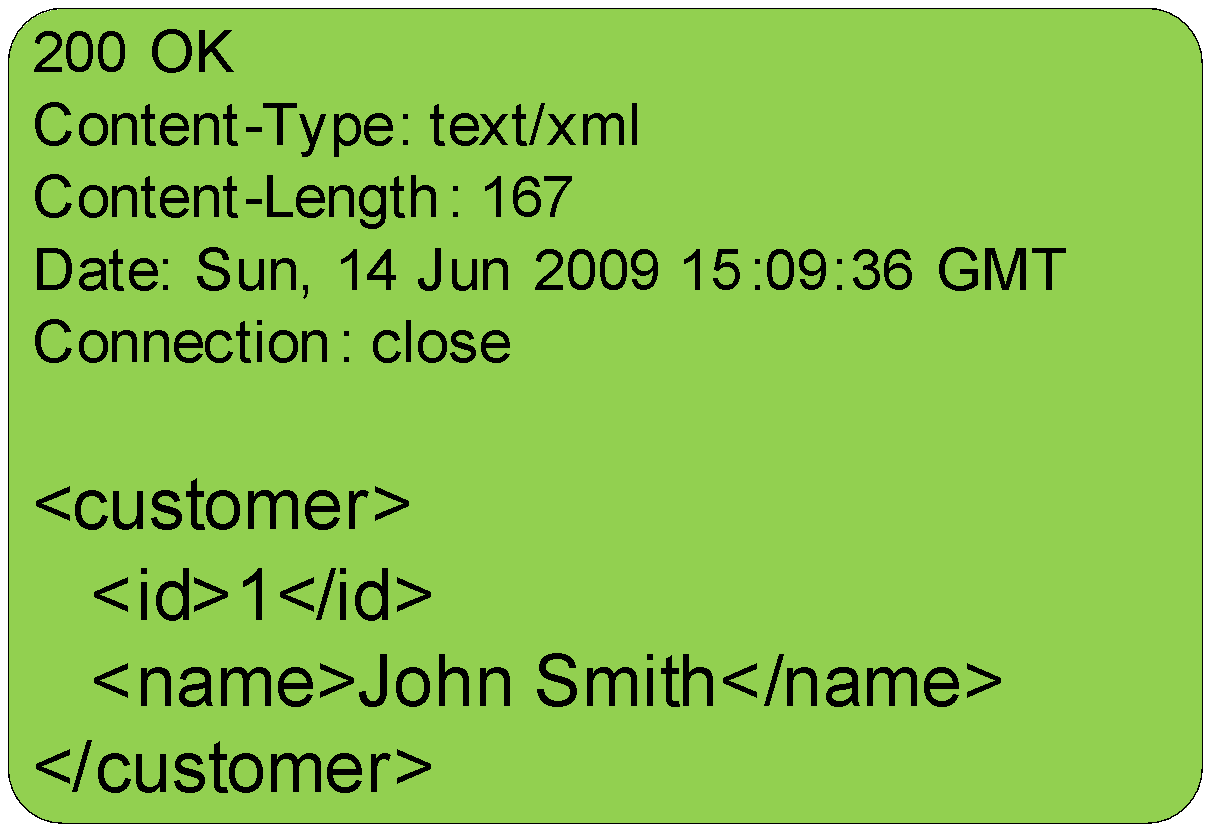 200 OK
Content-Type: text/xml
Content-Length: 167
Date: Sun, 14 Jun 2009 15:09:36 GMT
Connection: close
<customer>
<id>1</id>
<name>John Smith</name>
</customer>